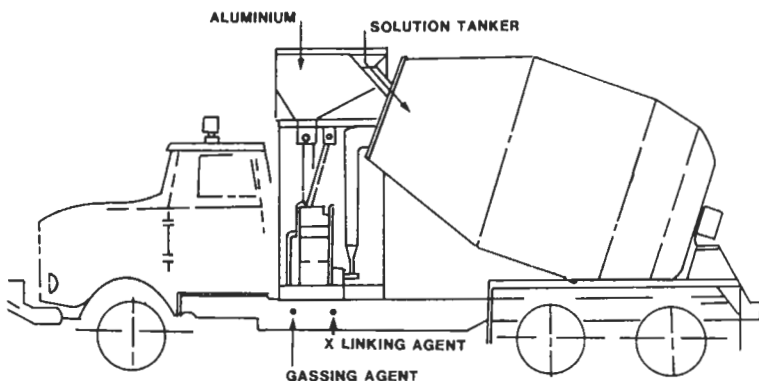 ALUMINIUM
SOLUTION TANKER
X LINKING AGENT
GASSING AGENT